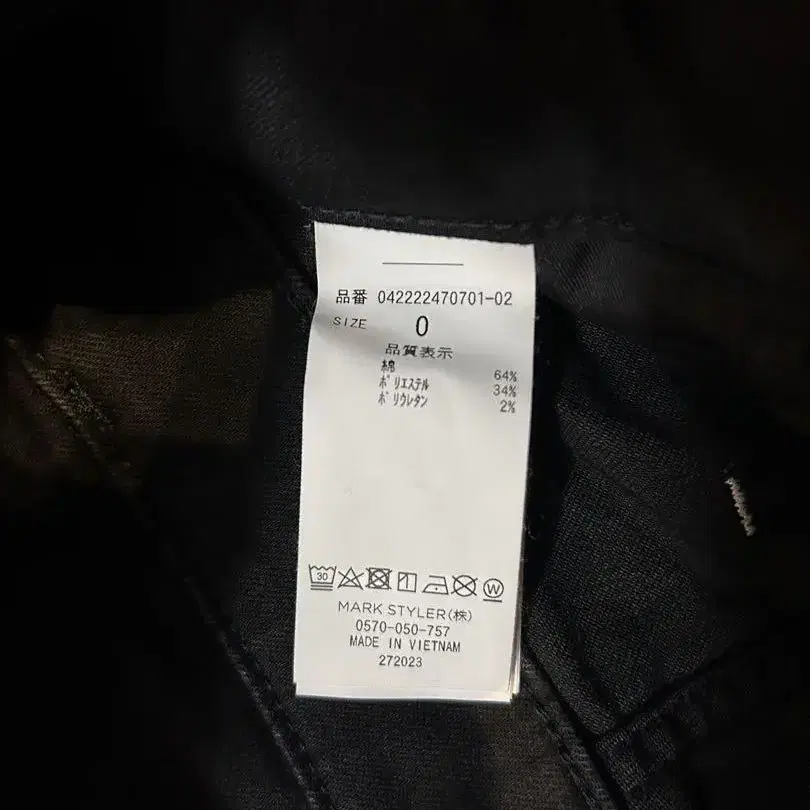 品番 042222470701-02
SIZE 0
品質表示
綿 64%
ポリエステル 34%
ポリウレタン 2%
30 W
MARK STYLER(株)
0570-050-757
MADE IN VIETNAM
272023